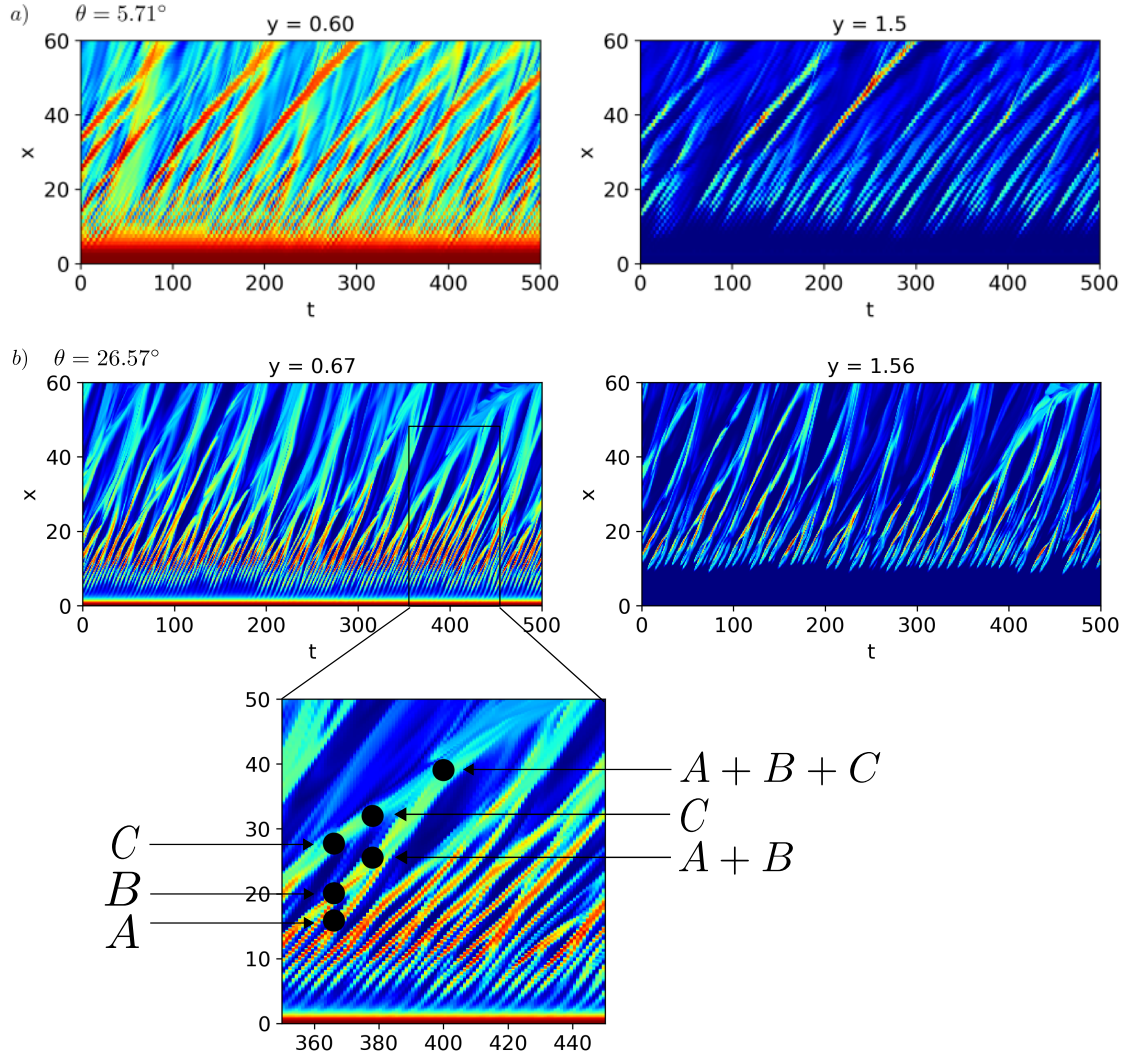 a) θ = 5.71°
y = 0.60 y = 1.5
60 60
40 40
x x
20 20
0 0
0 100 200 300 400 500 0 100 200 300 400 500
t t
b) θ = 26.57°
y = 0.67 y = 1.56
60 60
40 40
x x
20 20
0 0
0 100 200 300 400 500 0 100 200 300 400 500
t t
50
40 A + B + C
30 C
C A + B
20 B
A
10
0
360 380 400 420 440